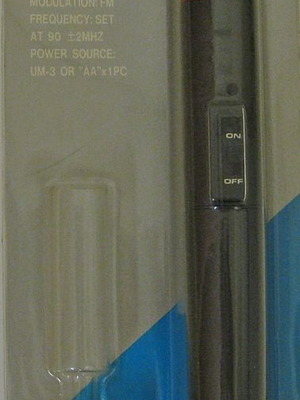 MODULATION: FM
FREQUENCY: SET
AT 90 ±2MHZ
POWER SOURCE:
UM-3 OR "AA"x1PC
ON
OFF